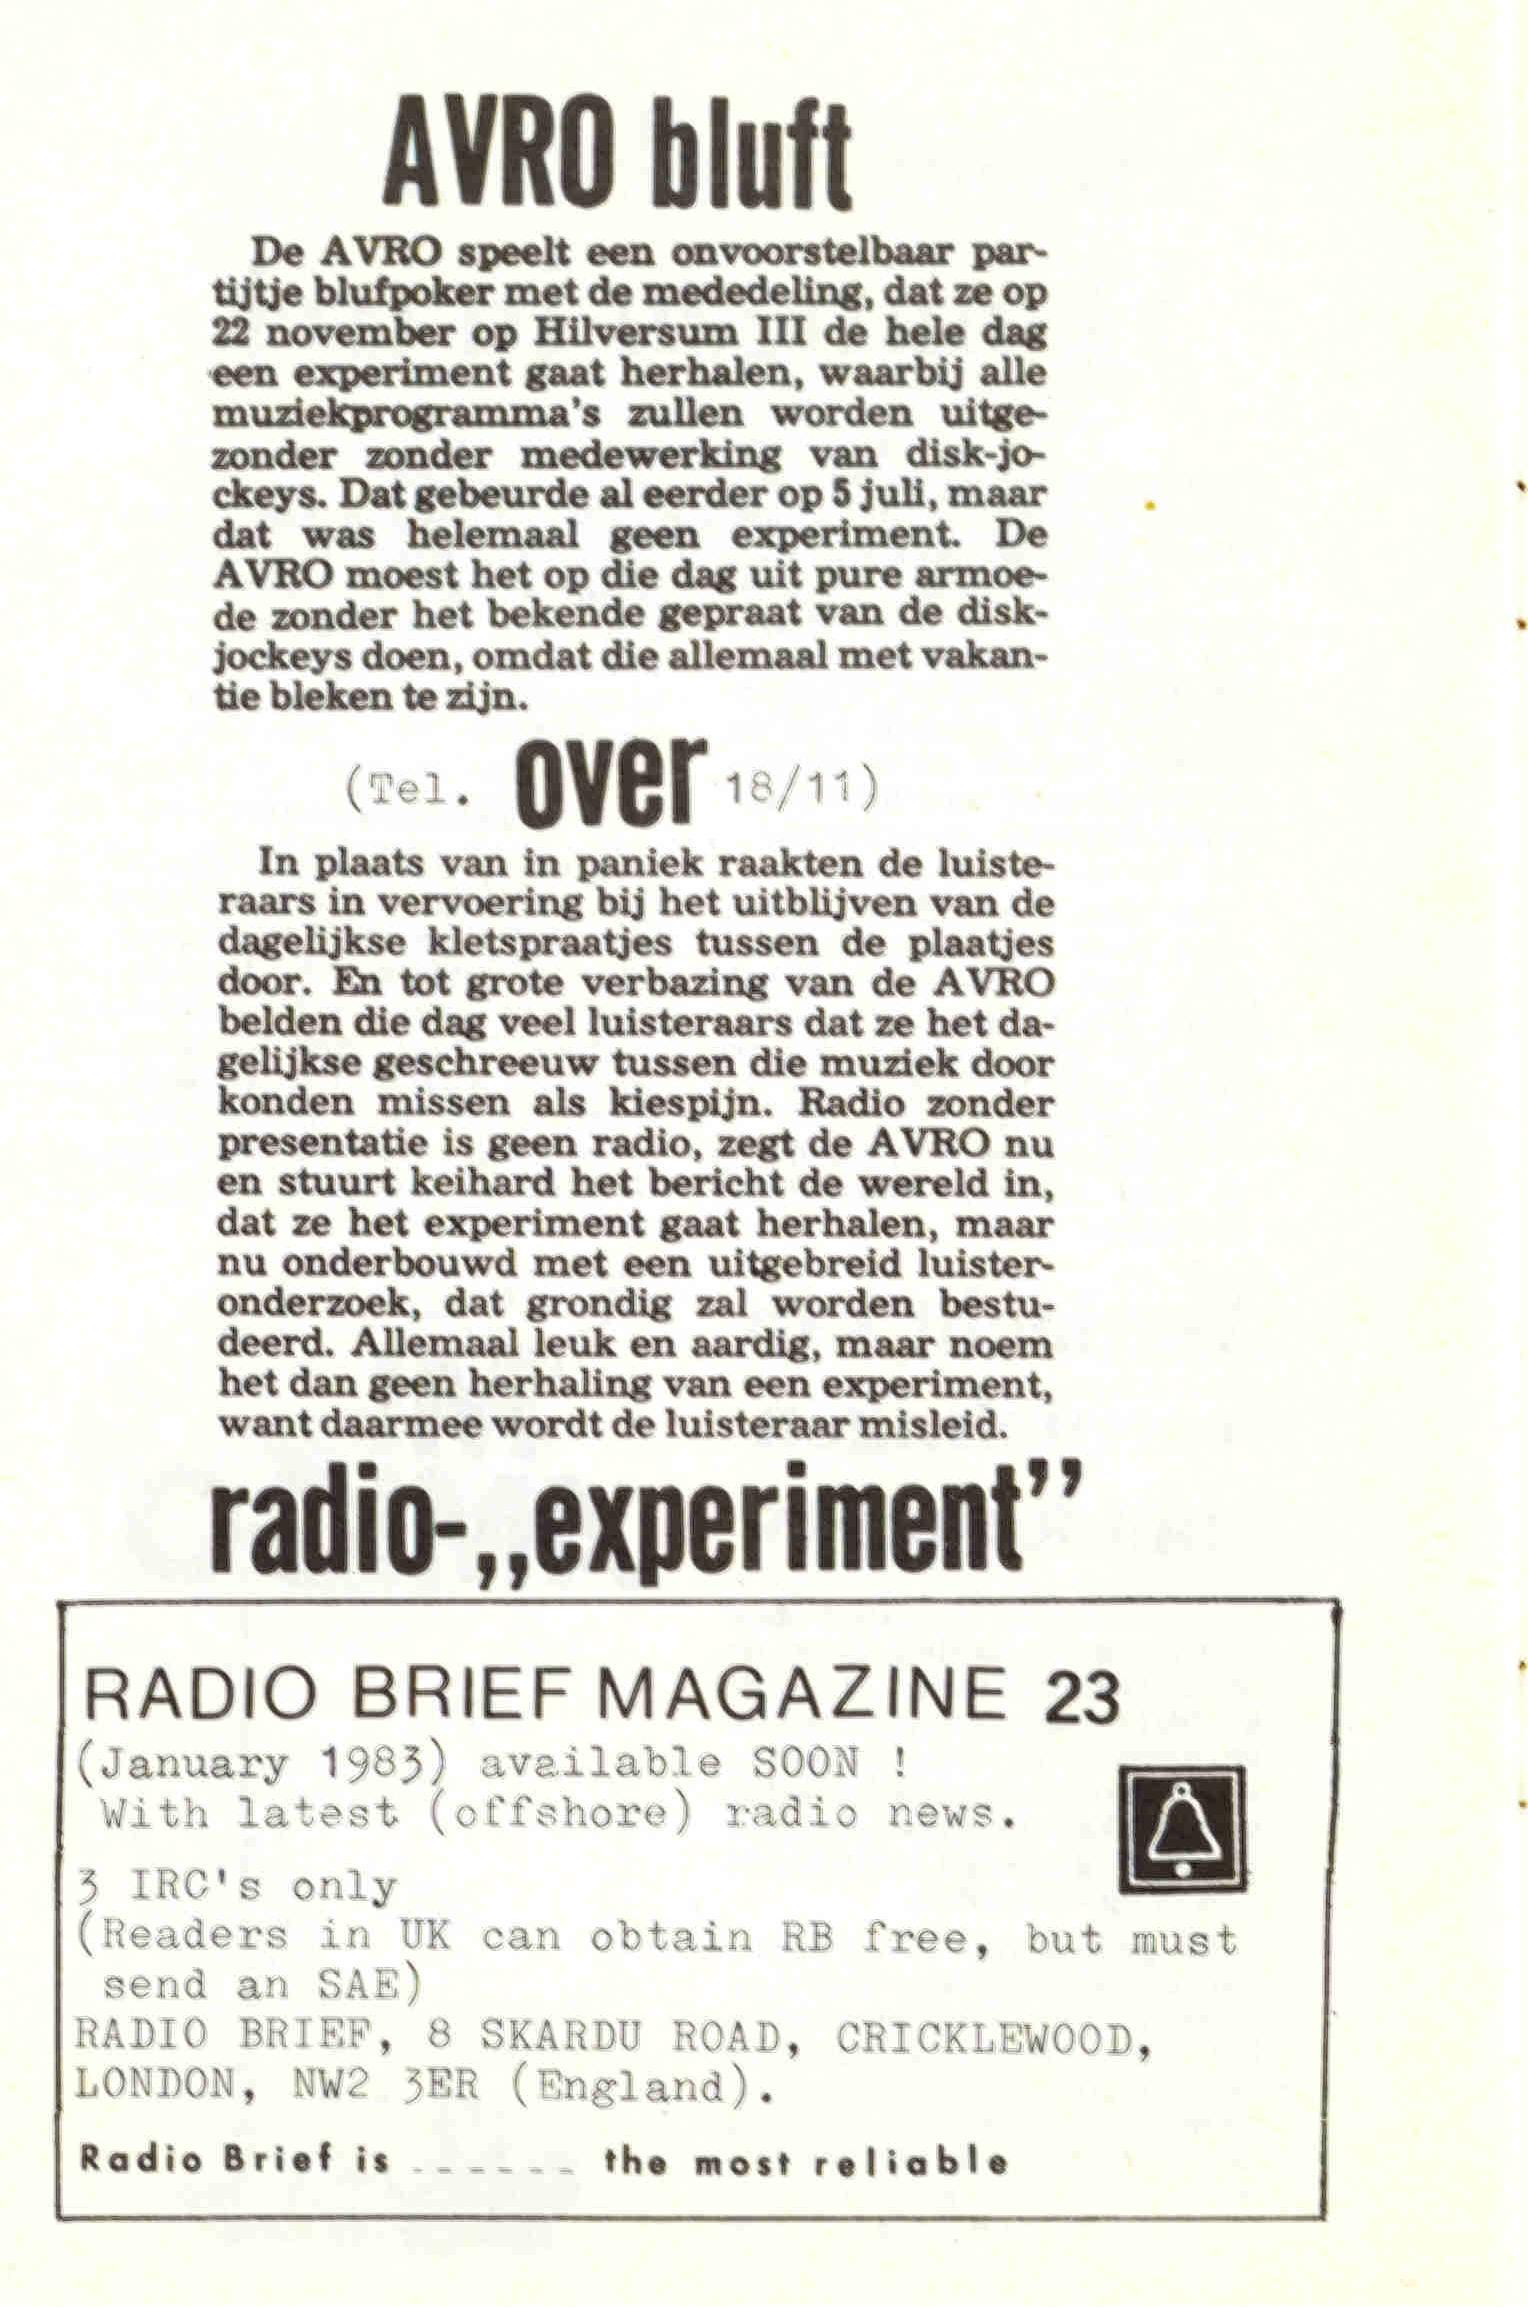 AVRO bluft
De AVRO speelt een onvoorstelbaar par-
tijtje blufpoker met de mededeling, dat ze op
22 november op Hilversum III de hele dag
een experiment gaat herhalen, waarbij alle
muziekprogramma's zullen worden uitge-
zonder zonder medewerking van disk-jo-
ckeys. Dat gebeurde al eerder op 5 juli, maar
dat was helemaal geen experiment. De
AVRO moest het op die dag uit pure armoe-
de zonder het bekende gepraat van de disk-
jockeys doen, omdat die allemaal met vakan-
tie bleken te zijn.
(Tel. over 18/11)
In plaats van in paniek raakten de luiste-
raars in vervoering bij het uitblijven van de
dagelijkse kletspraatjes tussen de plaatjes
door. En tot grote verbazing van de AVRO
belden die dag veel luisteraars dat ze het da-
gelijkse geschreeuw tussen die muziek door
konden missen als kiespijn. Radio zonder
presentatie is geen radio, zegt de AVRO nu
en stuurt keihard het bericht de wereld in,
dat ze het experiment gaat herhalen, maar
nu onderbouwd met een uitgebreid luister-
onderzoek, dat grondig zal worden bestu-
deerd. Allemaal leuk en aardig, maar noem
het dan geen herhaling van een experiment,
want daarmee wordt de luisteraar misleid.
radio-„experiment”
RADIO BRIEF MAGAZINE 23
(January 1983) available SOON !
With latest (offshore) radio news.
3 IRC's only
(Readers in UK can obtain RB free, but must
send an SAE)
RADIO BRIEF, 8 SKARDU ROAD, CRICKLEWOOD,
LONDON, NW2 3ER (England).
Radio Brief is ______ the most reliable